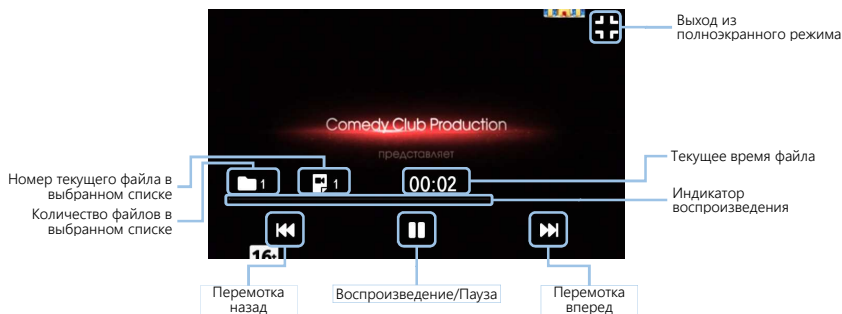 Выход из
полноэкранного режима
Comedy Club Production
представляет
Текущее время файла
Номер текущего файла в
выбранном списке
1
1
00:02
Индикатор
воспроизведения
Количество файлов в
выбранном списке
16+
Перемотка
назад
Воспроизведение/Пауза
Перемотка
вперед